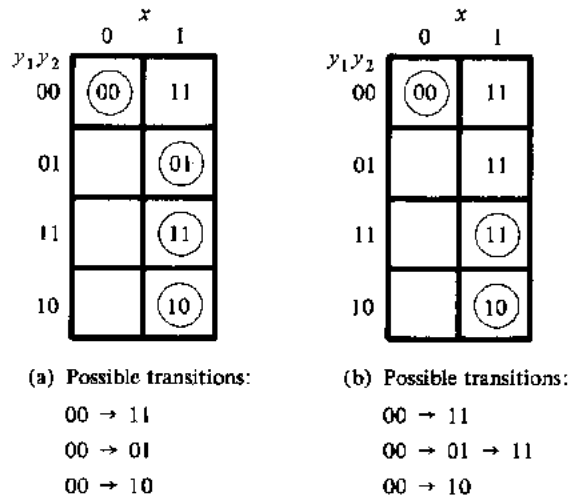 x x
0 1 0 1
y₁y₂ y₁y₂
00 00 11 00 00 11
01 01 01 11
11 11 11 11
10 10 10 10
(a) Possible transitions: (b) Possible transitions:
00 → 11 00 → 11
00 → 01 00 → 01 → 11
00 → 10 00 → 10